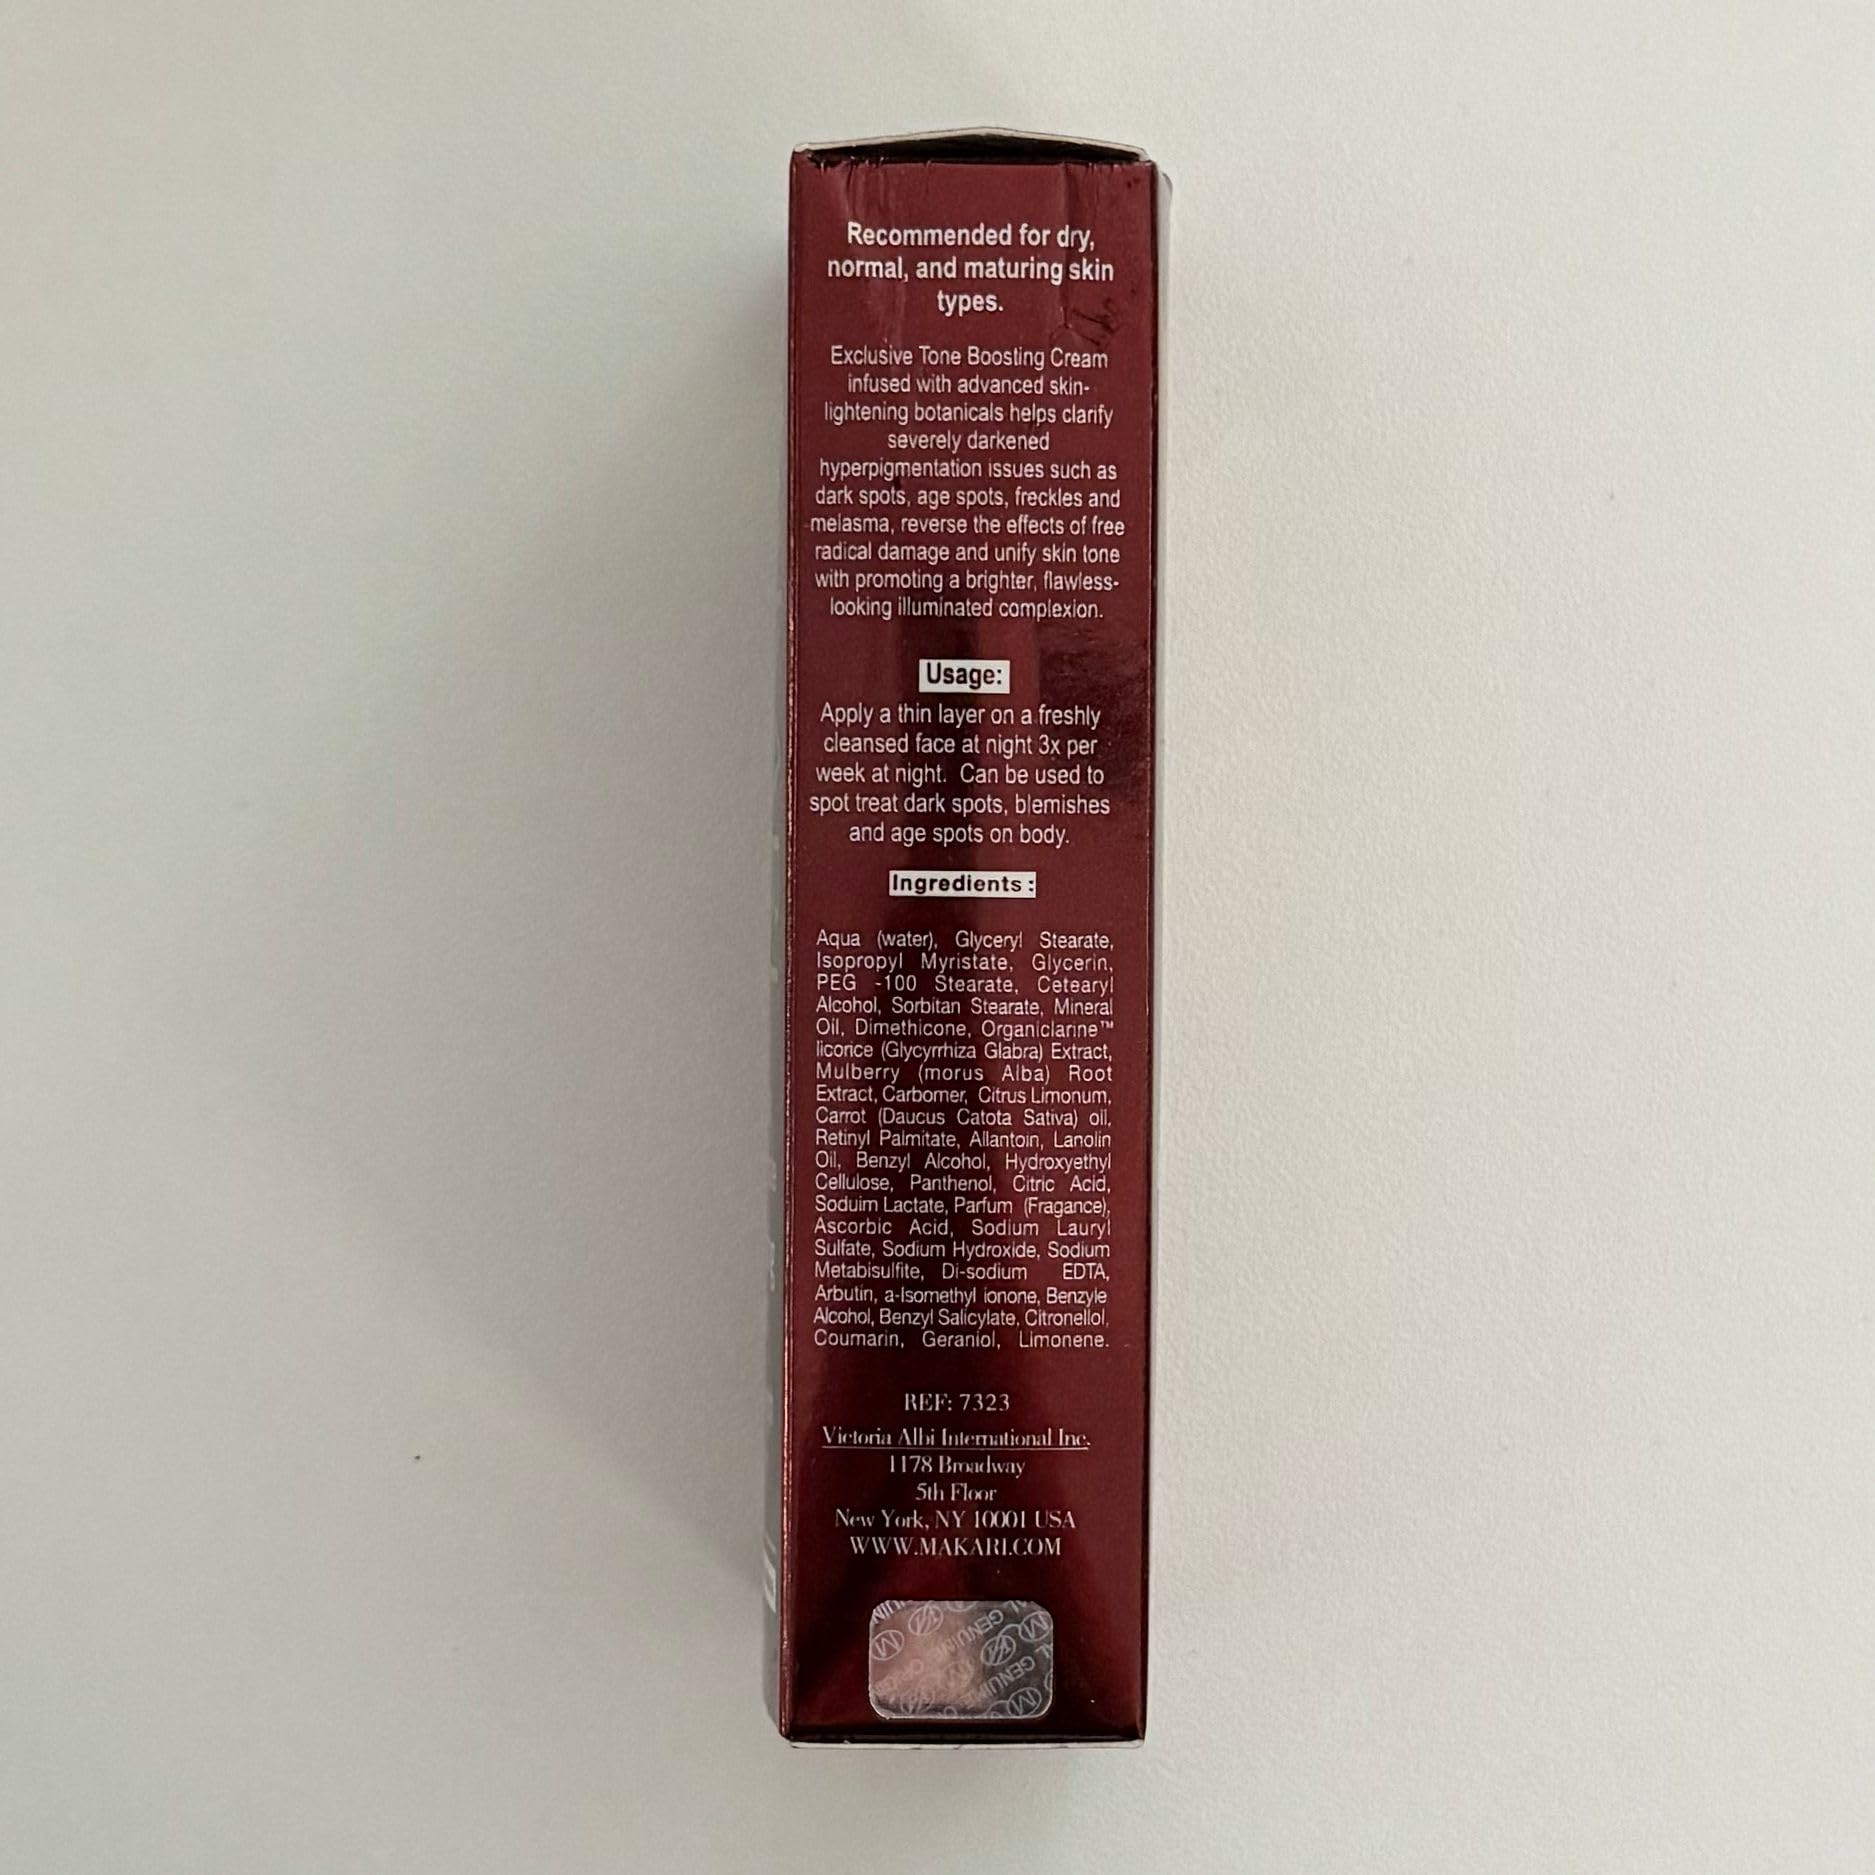 Recommended for dry,
normal, and maturing skin
types.
Exclusive Tone Boosting Cream
infused with advanced skin-
lightening botanicals helps clarify
severely darkened
hyperpigmentation issues such as
dark spots, age spots, freckles and
melasma, reverse the effects of free
radical damage and unify skin tone
with promoting a brighter, flawless-
looking illuminated complexion.
Usage:
Apply a thin layer on a freshly
cleansed face at night 3x per
week at night. Can be used to
spot treat dark spots, blemishes
and age spots on body.
Ingredients :
Aqua (water), Glyceryl Stearate,
Isopropyl Myristate, Glycerin,
PEG -100 Stearate, Cetearyl
Alcohol, Sorbitan Stearate, Mineral
Oil, Dimethicone, Organiclarine™
licorice (Glycyrrhiza Glabra) Extract,
Mulberry (morus Alba) Root
Extract, Carbomer, Citrus Limonum,
Carrot (Daucus Catota Sativa) oil,
Retinyl Palmitate, Allantoin, Lanolin
Oil, Benzyl Alcohol, Hydroxyethyl
Cellulose, Panthenol, Citric Acid,
Soduim Lactate, Parfum (Fragance),
Ascorbic Acid, Sodium Lauryl
Sulfate, Sodium Hydroxide, Sodium
Metabisulfite, Di-sodium EDTA,
Arbutin, a-Isomethyl ionone, Benzyle
Alcohol, Benzyl Salicylate, Citronellol,
Coumarin, Geraniol, Limonene.
REF: 7323
Victoria Albi International Inc.
1178 Broadway
5th Floor
New York, NY 10001 USA
WWW.MAKARI.COM
GENUINE
GENUINE